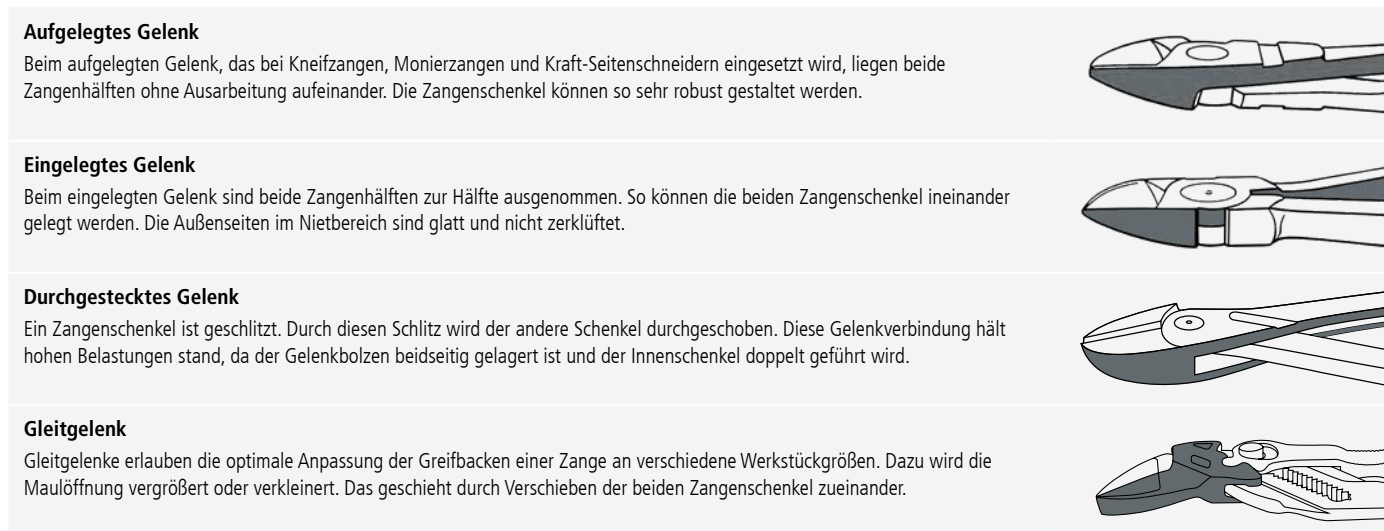 Aufgelegtes Gelenk
Beim aufgelegten Gelenk, das bei Kneifzangen, Monierzangen und Kraft-Seitenschneidern eingesetzt wird, liegen beide
Zangenhälften ohne Ausarbeitung aufeinander. Die Zangenschenkel können so sehr robust gestaltet werden.
Eingelegtes Gelenk
Beim eingelegten Gelenk sind beide Zangenhälften zur Hälfte ausgenommen. So können die beiden Zangenschenkel ineinander
gelegt werden. Die Außenseiten im Nietbereich sind glatt und nicht zerklüftet.
Durchgestecktes Gelenk
Ein Zangenschenkel ist geschlitzt. Durch diesen Schlitz wird der andere Schenkel durchgeschoben. Diese Gelenkverbindung hält
hohen Belastungen stand, da der Gelenkbolzen beidseitig gelagert ist und der Innenschenkel doppelt geführt wird.
Gleitgelenk
Gleitgelenke erlauben die optimale Anpassung der Greifbacken einer Zange an verschiedene Werkstückgrößen. Dazu wird die
Maulöffnung vergrößert oder verkleinert. Das geschieht durch Verschieben der beiden Zangenschenkel zueinander.